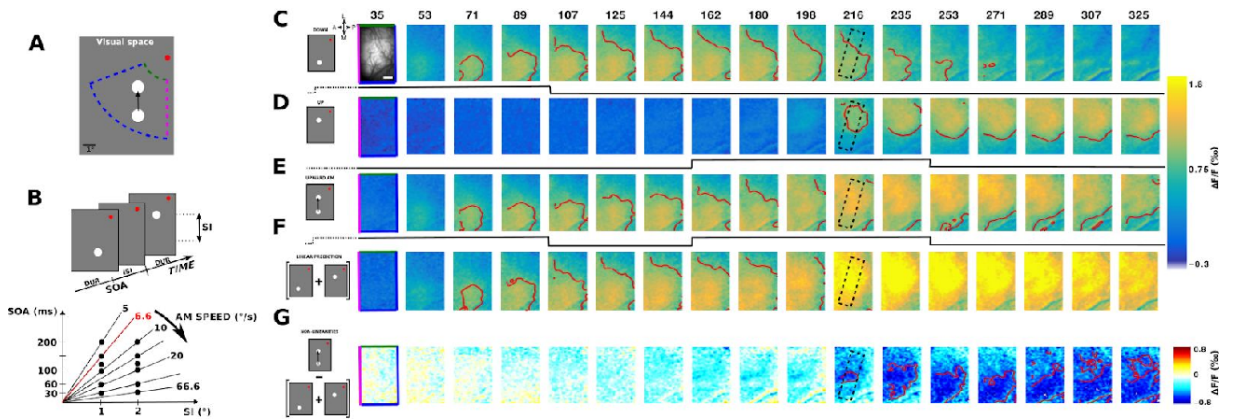 A
Visual space
1°
B
SI
DUR
ISI
DUR
TIME
SOA
SOA (ms)
5
6.6
AM SPEED (°/s)
10
20
66.6
200
100
60
30
1
2
SI (°)
35 53 71 89 107 125 144 162 180 198 216 235 253 271 289 307 325
C
DOWN
D
UP
E
F
LINEAR PREDICTION
+
G
NON-LINEARITIES
−
+
1.8
0.75
−0.3
ΔF/F (‰)
0.8
0
−0.8
ΔF/F (‰)